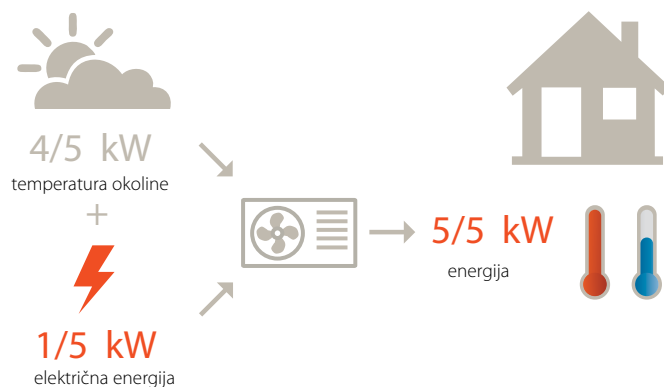 4/5 kW
temperatura okoline
+
1/5 kW
električna energija
5/5 kW
energija